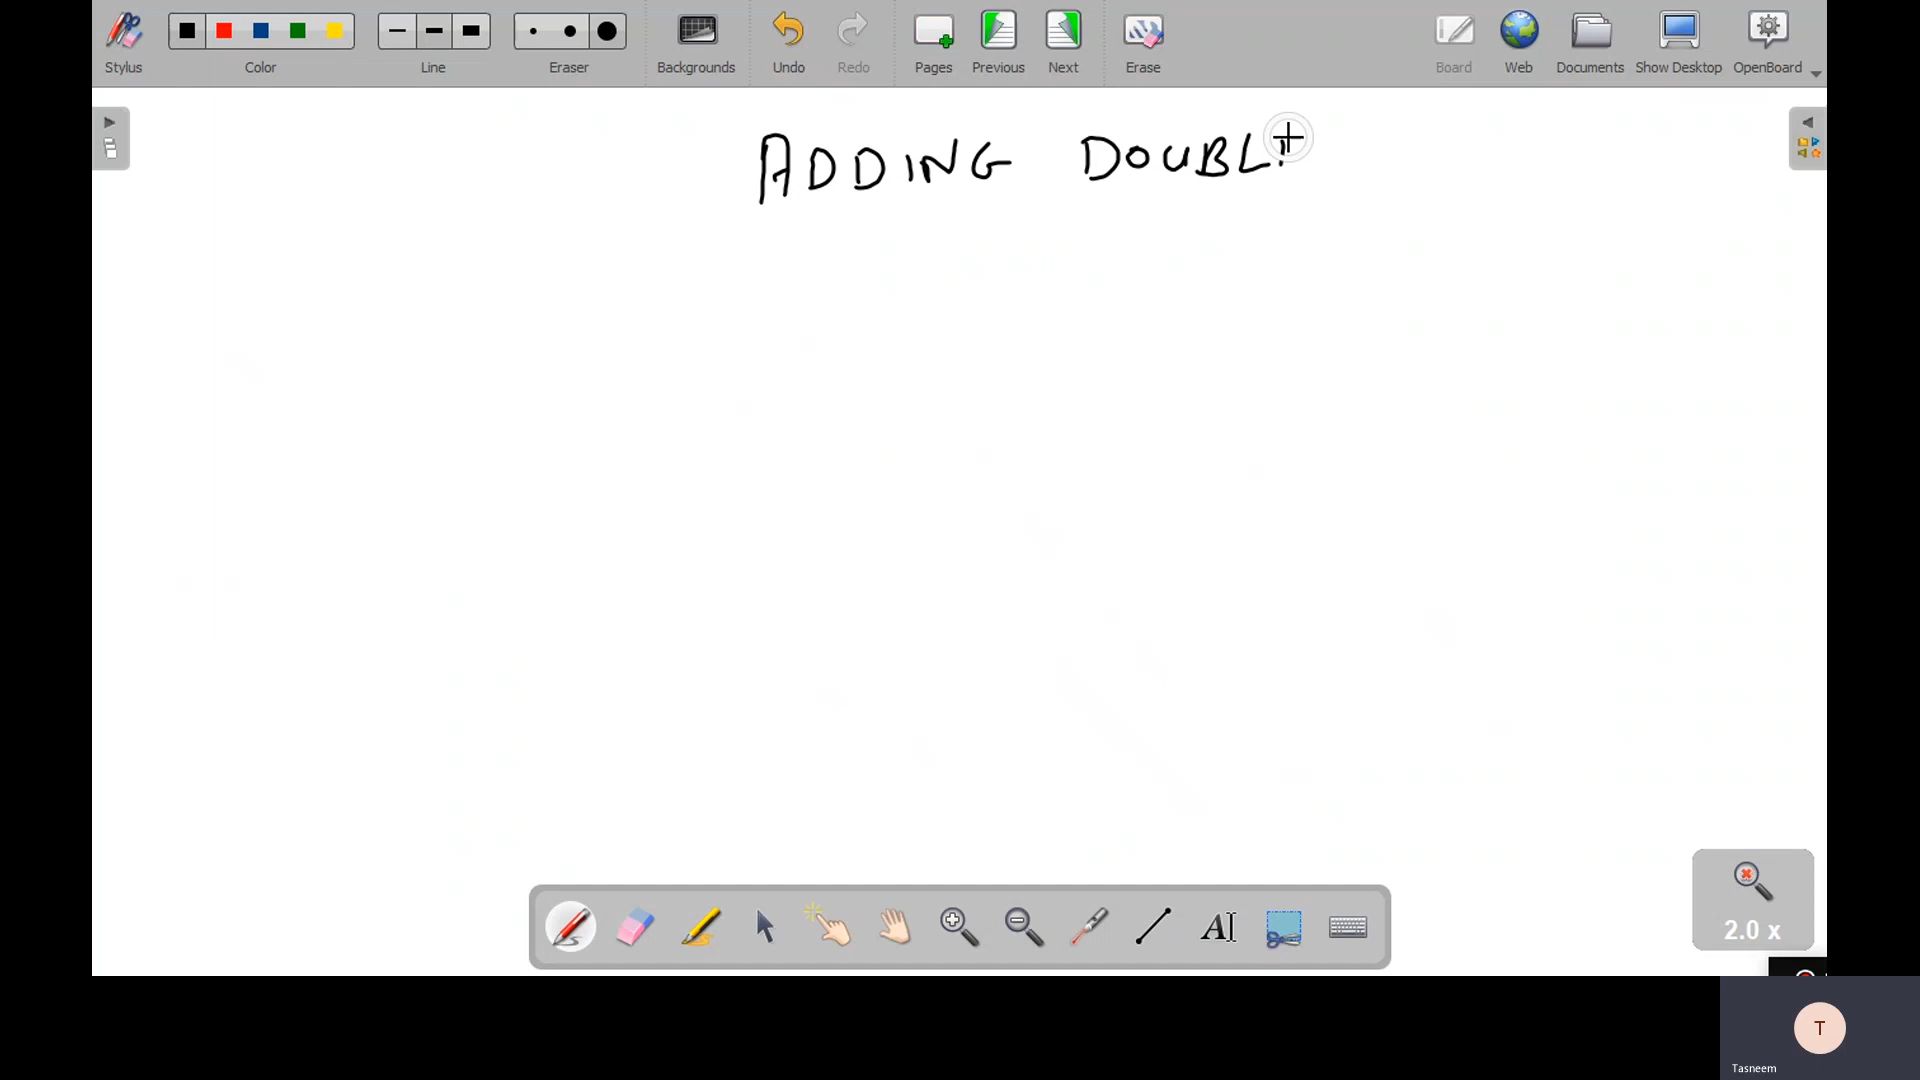 Stylus Color Line Eraser Backgrounds Undo Redo Pages Previous Next Erase Board Web Documents Show Desktop OpenBoard
ADDING DOUBL
AI
2.0 x
T
Tasneem